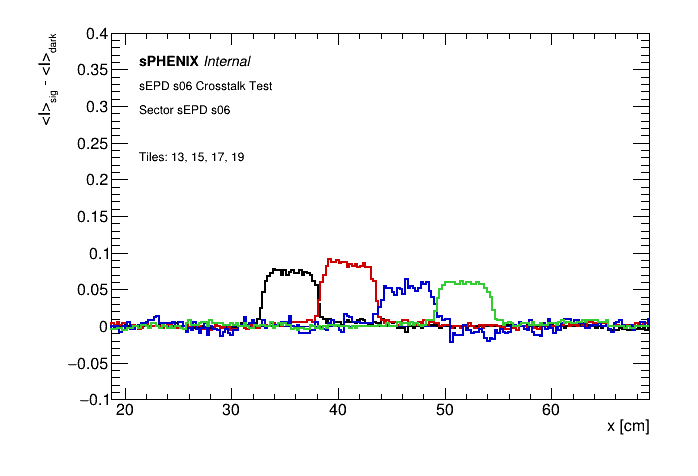 <I>sig - <I>dark
0.4
0.35
0.3
0.25
0.2
0.15
0.1
0.05
0
−0.05
−0.1
sPHENIX Internal
sEPD s06 Crosstalk Test
Sector sEPD s06
Tiles: 13, 15, 17, 19
20 30 40 50 60
x [cm]